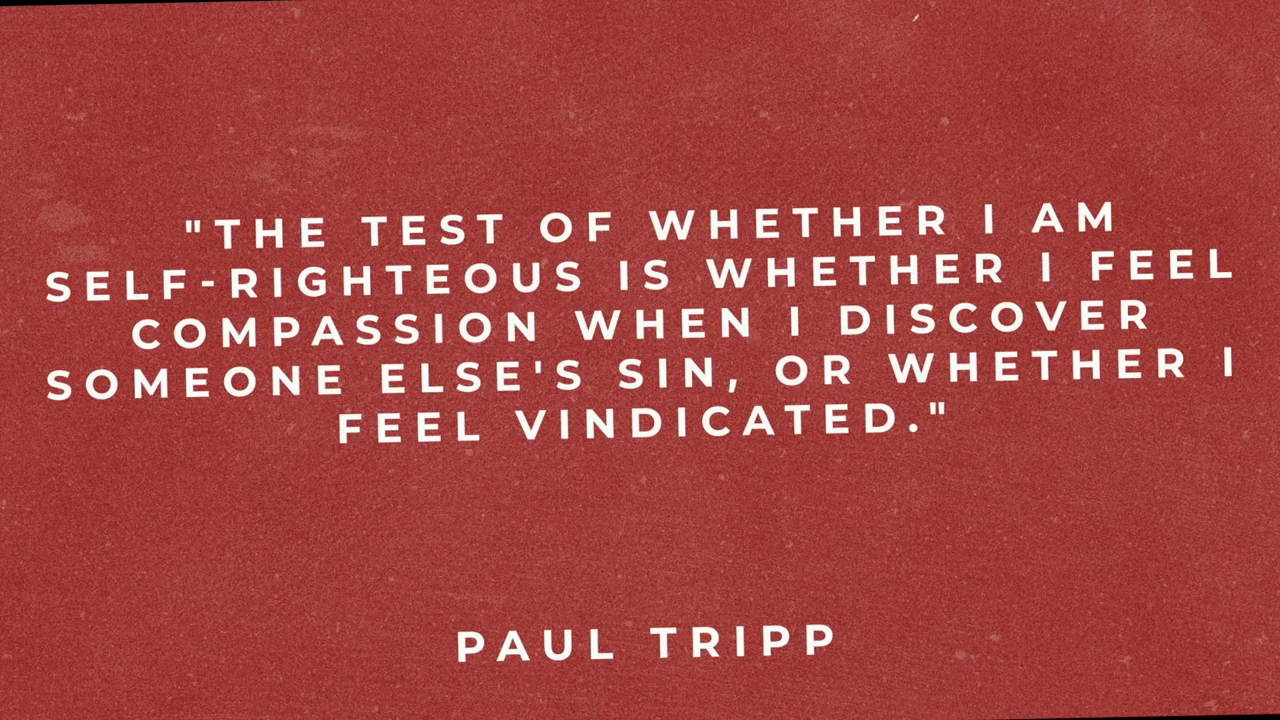 "THE TEST OF WHETHER I AM
SELF-RIGHTEOUS IS WHETHER I FEEL
COMPASSION WHEN I DISCOVER
SOMEONE ELSE'S SIN, OR WHETHER I
FEEL VINDICATED."
PAUL TRIPP